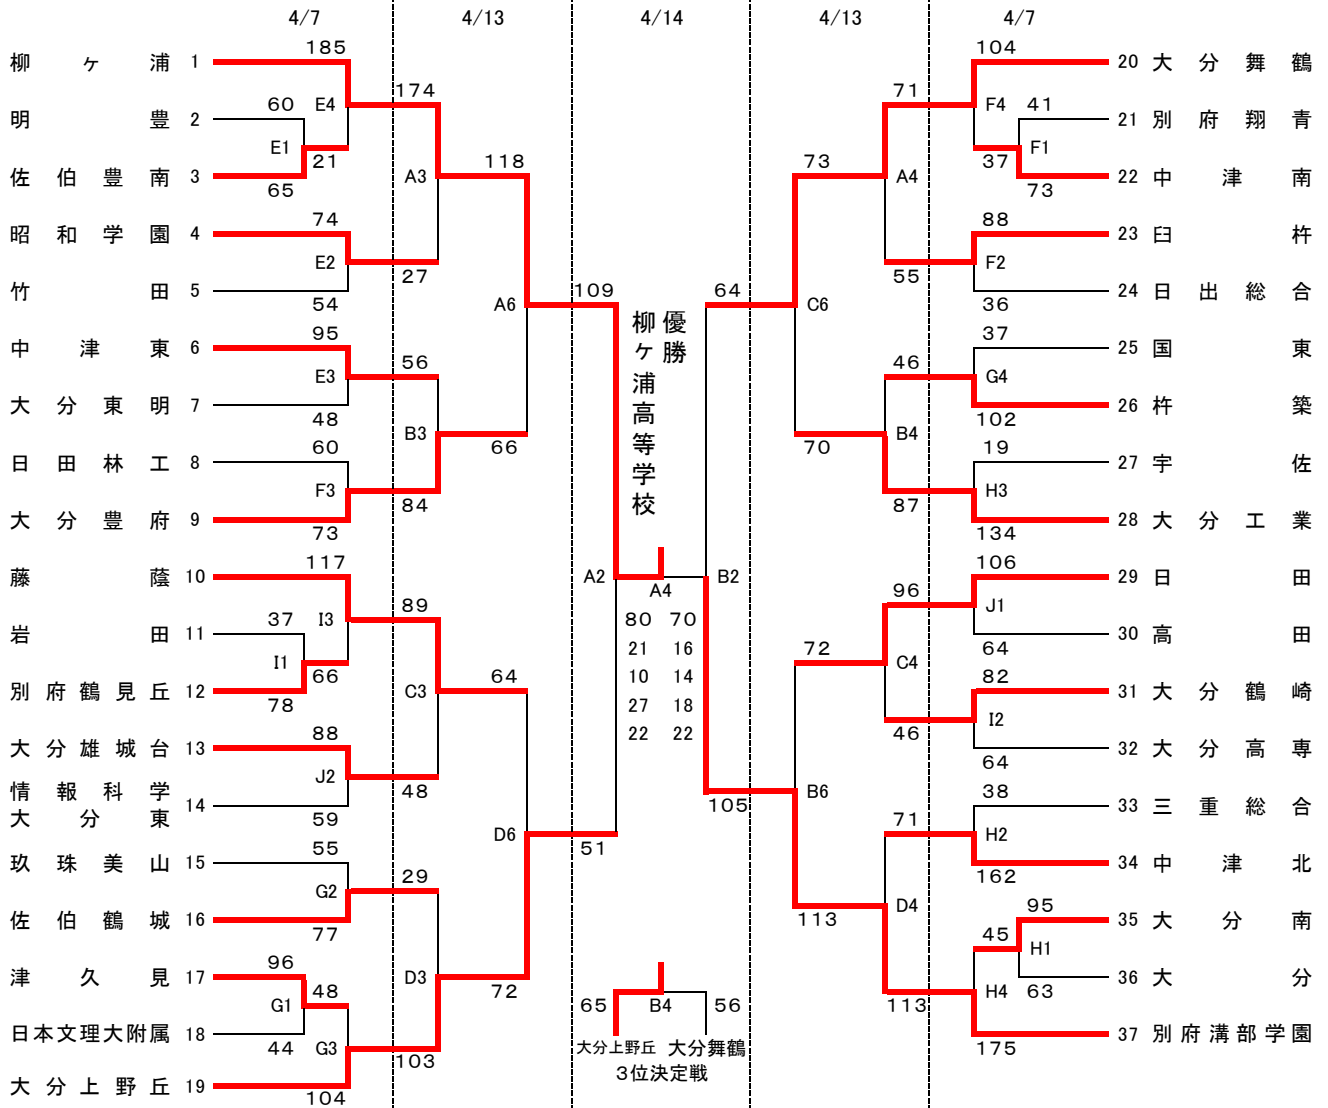 4/7 4/13 4/14 4/13 4/7
185
104
柳ヶ浦 1
20 大分舞鶴
174
71
60 E4
F4 41
明豊 2
21 別府翔青
E1 21
37 F1
118
73
佐伯豊南 3
A3
A4
22 中津南
65
73
74
88
昭和学園 4
23 臼杵
E2
F2
27
55
竹田 5
24 日出総合
109
64
54
A6
C6
36
95
37
優勝
柳ヶ浦高等学校
中津東 6
25 国東
56
46
E3
G4
大分東明 7
26 杵築
48
102
B3
B4
60
66
70
19
日田林工 8
27 宇佐
F3
H3
84
87
大分豊府 9
28 大分工業
73
134
117
106
藤蔭 10
A2
B2
29 日田
A4
89
96
37 I3
J1
80 70
岩田 11
30 高田
21 16
72
64
I1 66
C4
10 14
64
82
別府鶴見丘 12
C3
31 大分鶴崎
78
27 18
88
I2
22 22
46
大分雄城台 13
32 大分高専
64
J2
48
105
B6
38
情報科学
大分東 14
33 三重総合
59
71
D6
H2
51
55
玖珠美山 15
34 中津北
29
162
G2
113
D4
95
佐伯鶴城 16
35 大分南
77
45 H1
96
津久見 17
D3
36 大分
48
72
H4 63
G1
65 B4 56
113
日本文理大附属 18
37 別府溝部学園
44 G3
大分上野丘 大分舞鶴
175
103
3位決定戦
大分上野丘 19
104